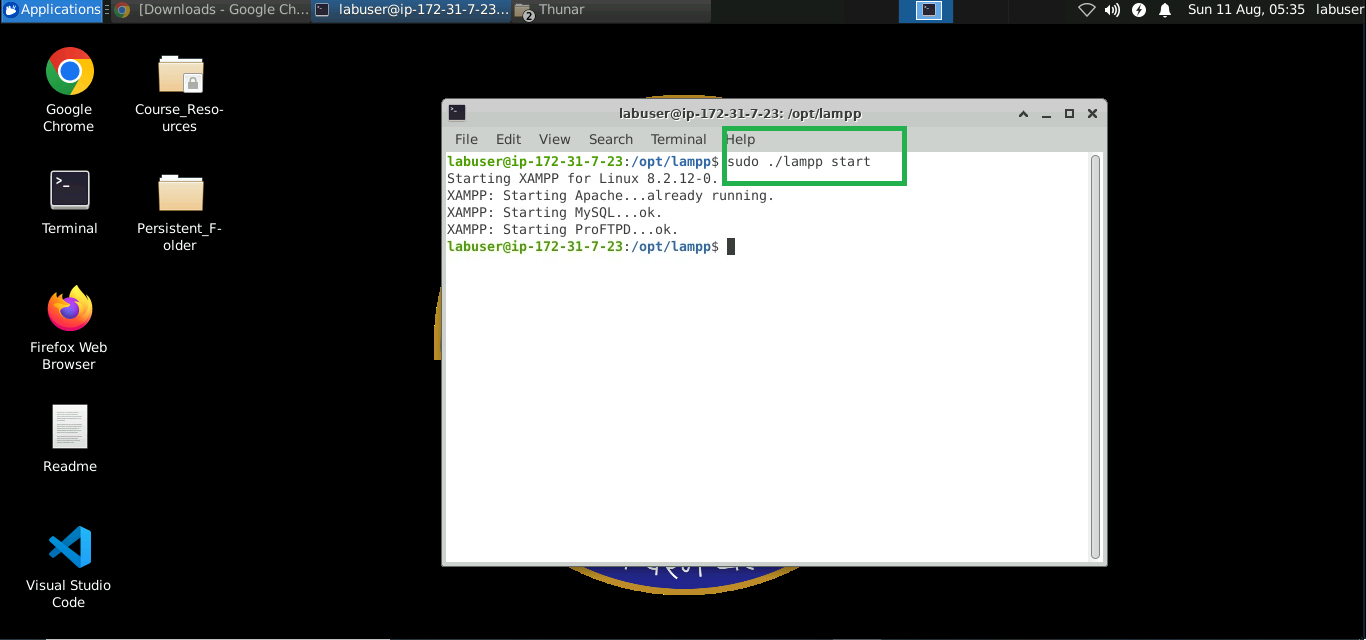 Applications
[Downloads - Google Ch...
labuser@ip-172-31-7-23...
2
Thunar
Sun 11 Aug, 05:35
labuser
Google
Chrome
Course_Reso-
urces
Terminal
Persistent_F-
older
Firefox Web
Browser
Readme
Visual Studio
Code
labuser@ip-172-31-7-23: /opt/lampp
File Edit View Search Terminal Help
labuser@ip-172-31-7-23:/opt/lampp$ sudo ./lampp start
Starting XAMPP for Linux 8.2.12-0.
XAMPP: Starting Apache...already running.
XAMPP: Starting MySQL...ok.
XAMPP: Starting ProFTPD...ok.
labuser@ip-172-31-7-23:/opt/lampp$